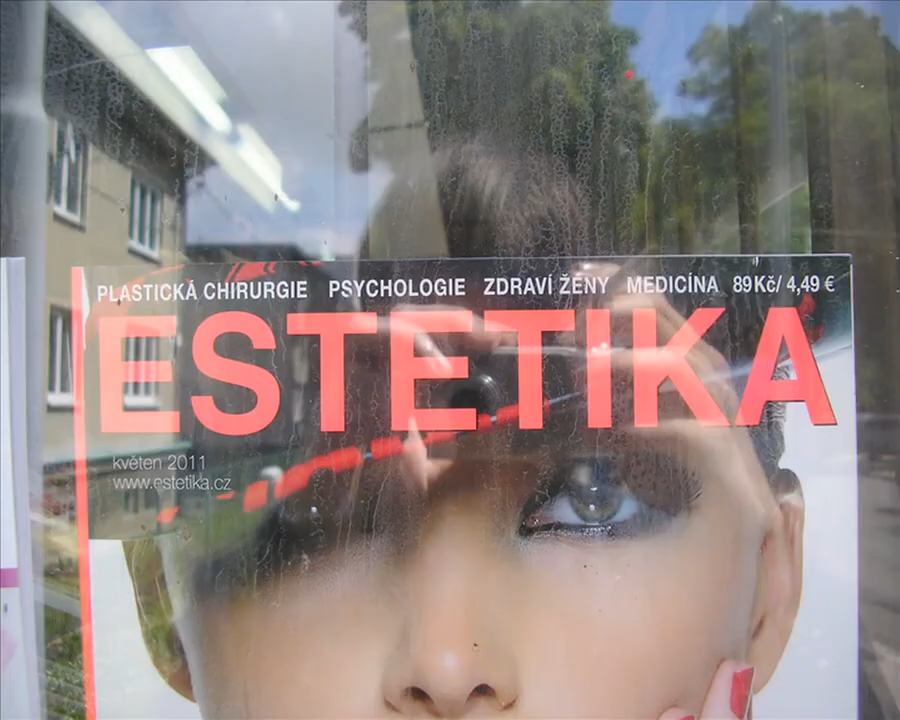 PLASTICKÁ CHIRURGIE PSYCHOLOGIE ZDRAVÍ ŽENY MEDICÍNA 89Kč/ 4,49 €
ESTETIKA
květen 2011
www.estetika.cz